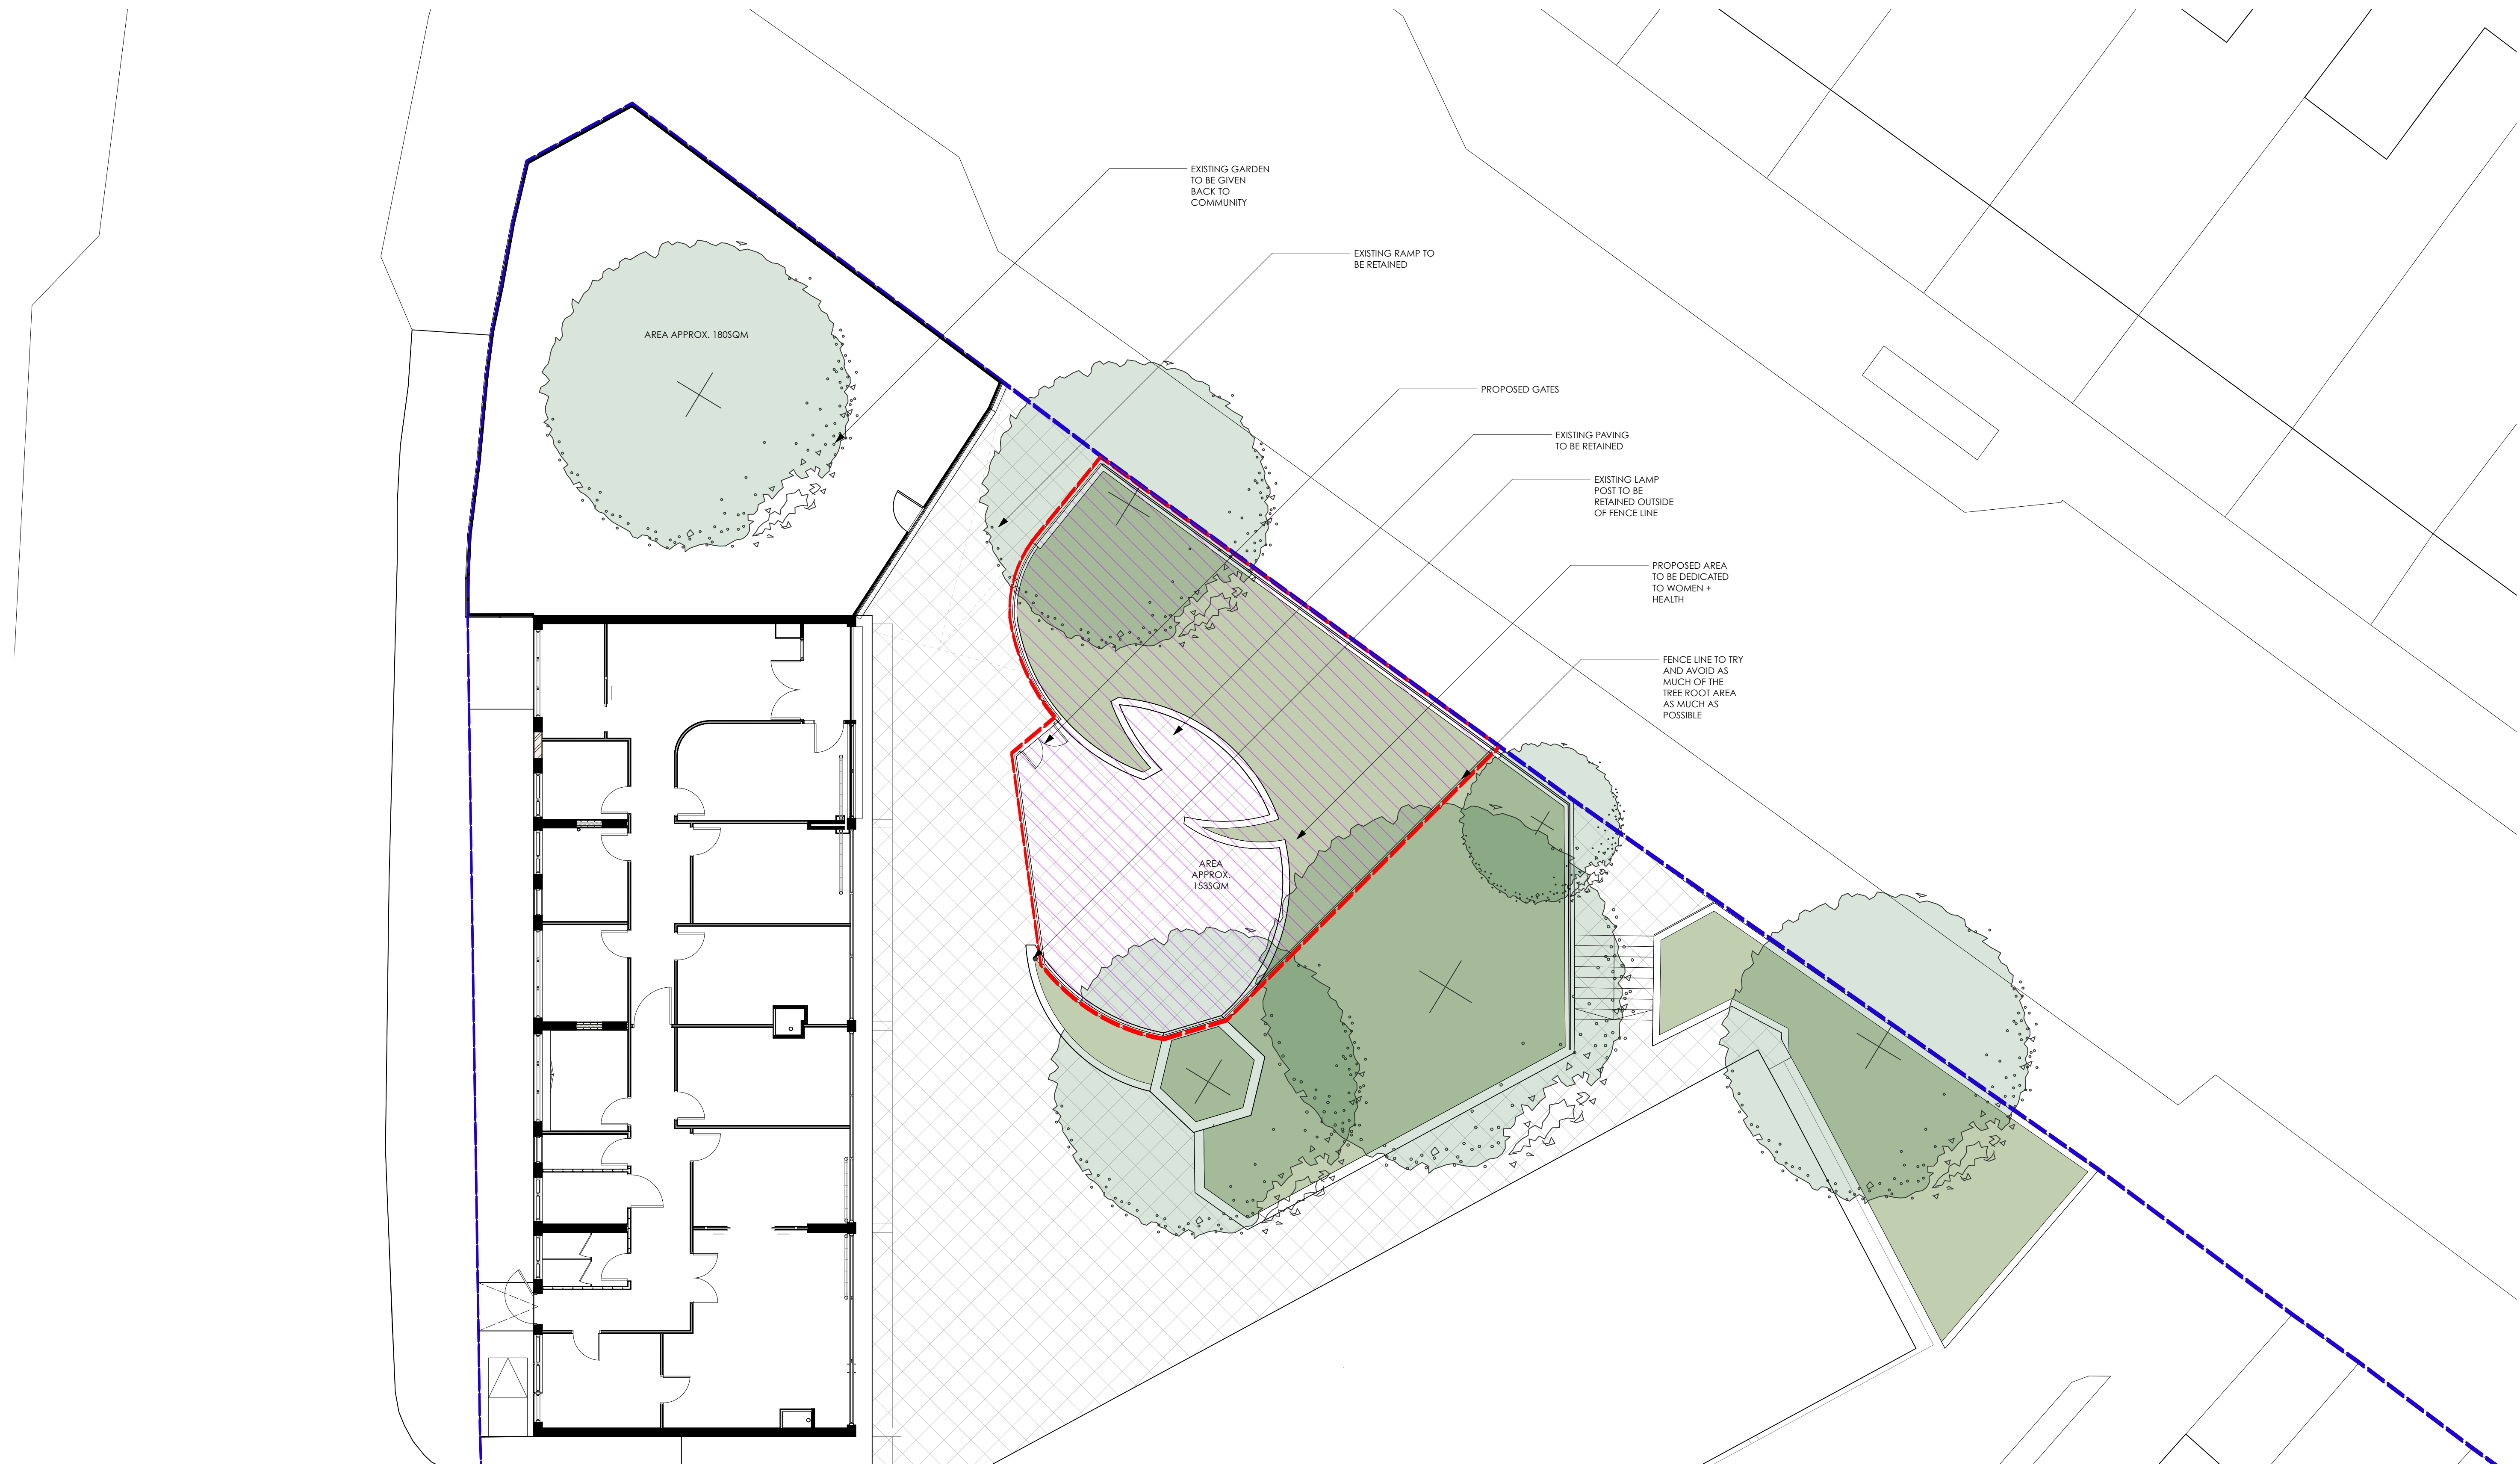 EXISTING GARDEN
TO BE GIVEN
BACK TO
COMMUNITY
EXISTING RAMP TO
BE RETAINED
AREA APPROX. 180SQM
PROPOSED GATES
EXISTING PAVING
TO BE RETAINED
EXISTING LAMP
POST TO BE
RETAINED OUTSIDE
OF FENCE LINE
PROPOSED AREA
TO BE DEDICATED
TO WOMEN +
HEALTH
FENCE LINE TO TRY
AND AVOID AS
MUCH OF THE
TREE ROOT AREA
AS MUCH AS
POSSIBLE
AREA
APPROX.
153SQM